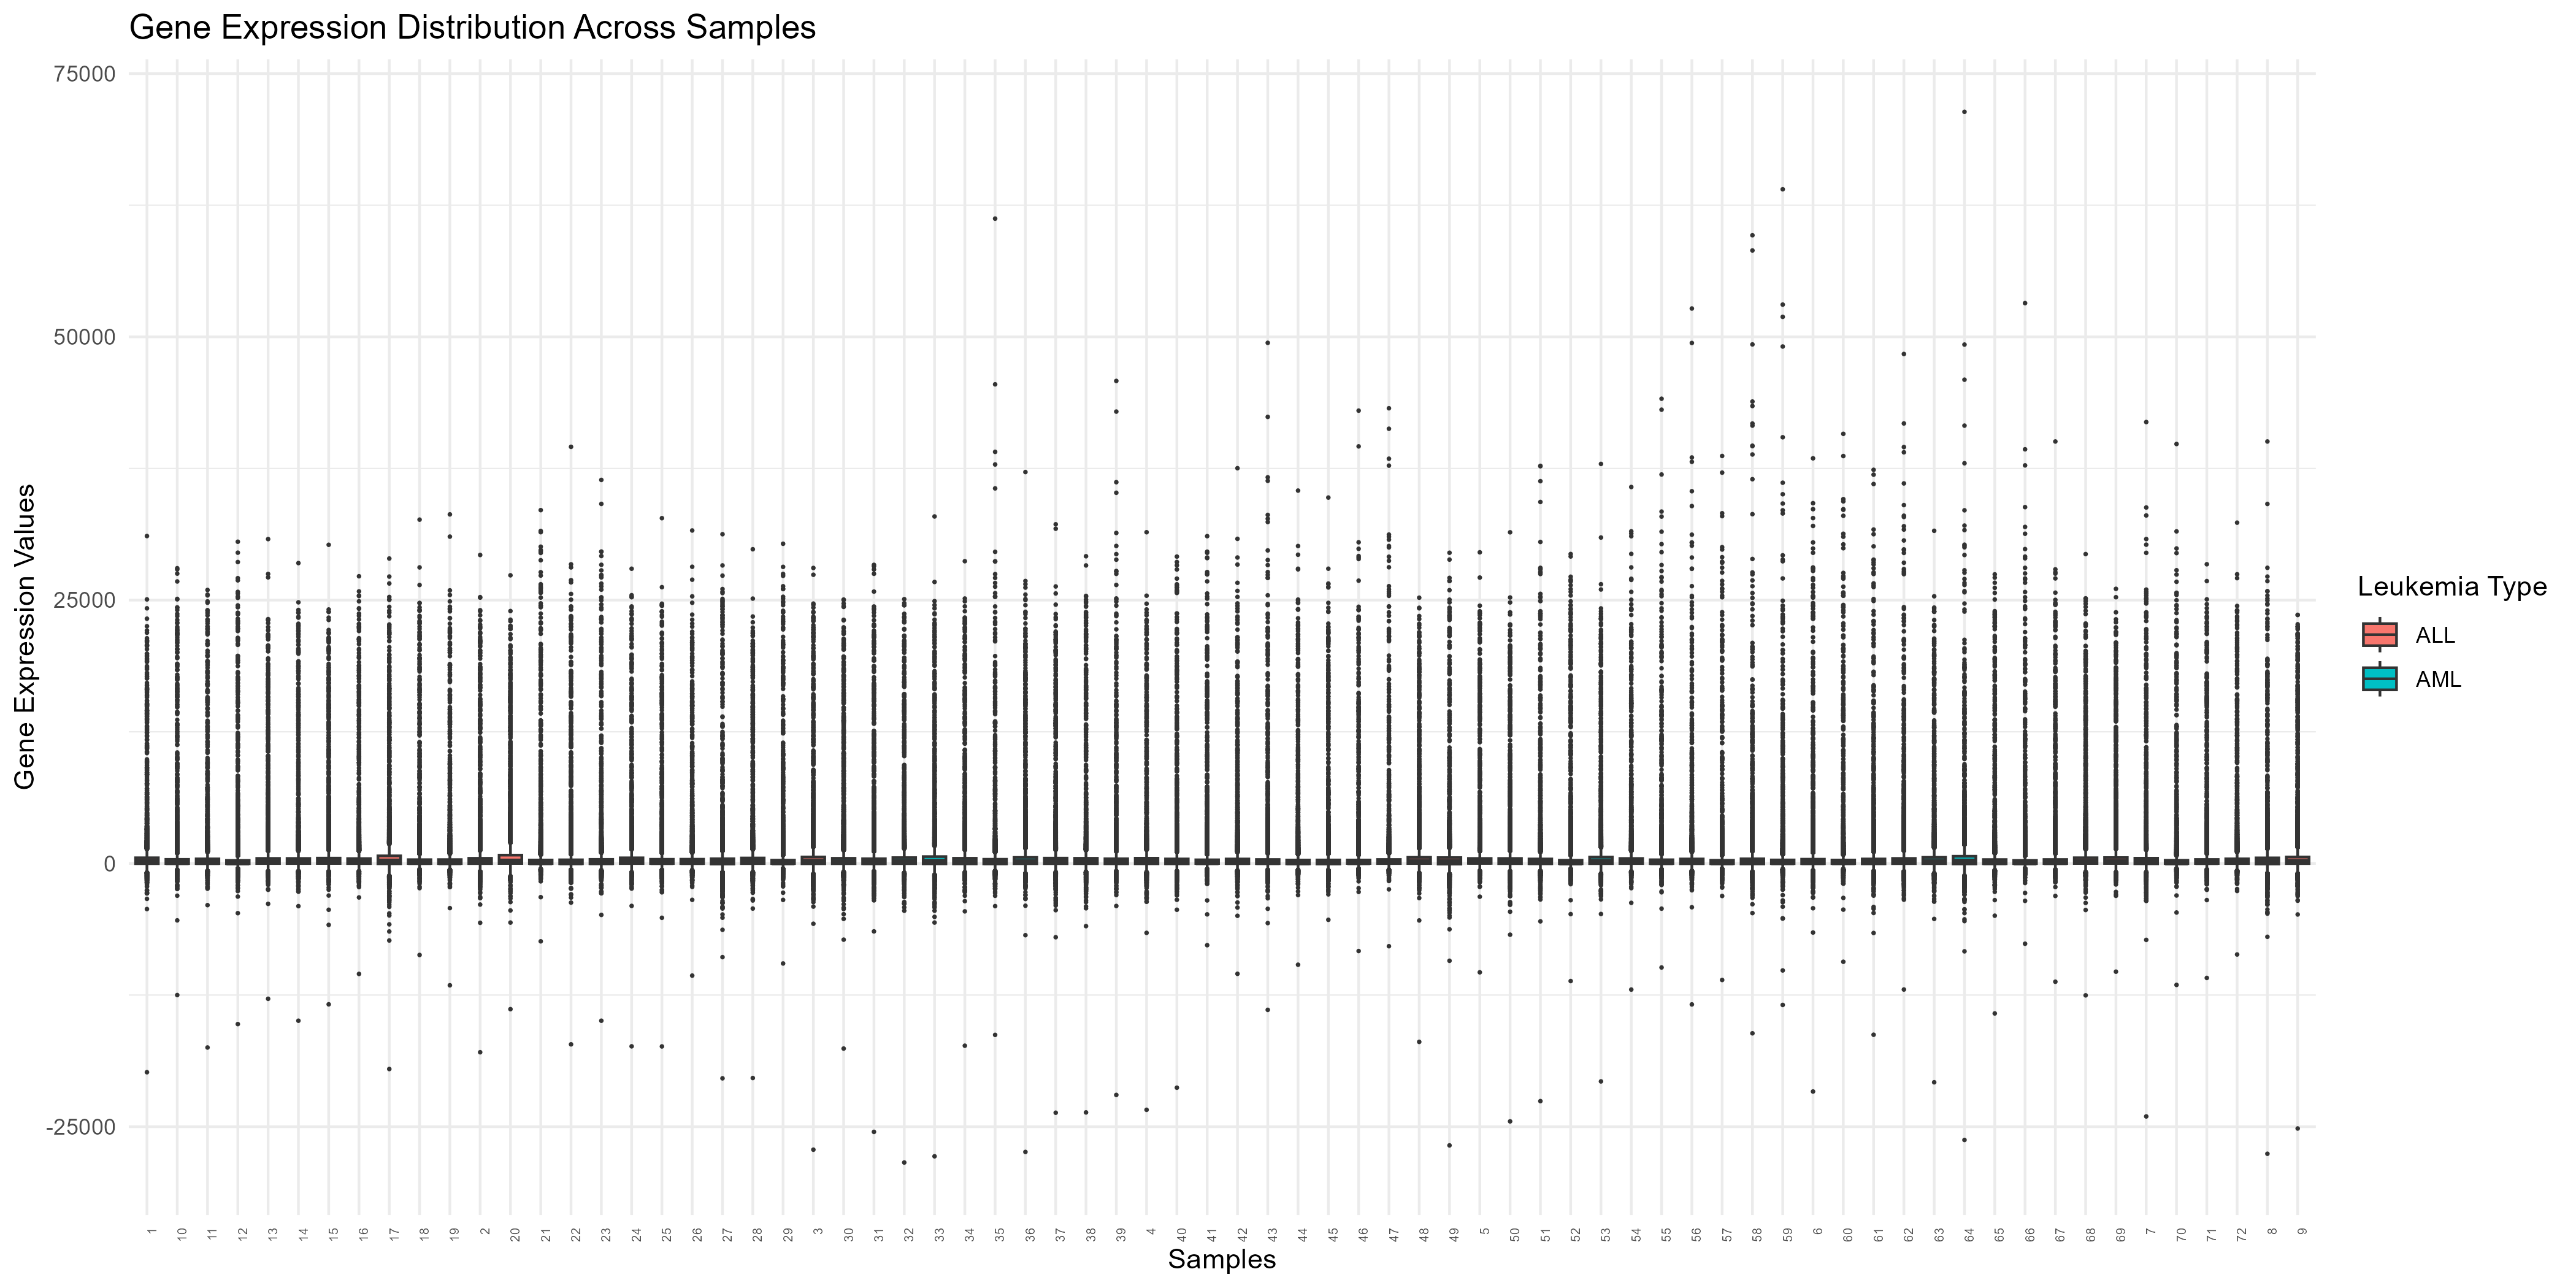 Gene Expression Distribution Across Samples
75000
50000
25000
0
-25000
Gene Expression Values
1 10 11 12 13 14 15 16 17 18 19 2 20 21 22 23 24 25 26 27 28 29 3 30 31 32 33 34 35 36 37 38 39 4 40 41 42 43 44 45 46 47 48 49 5 50 51 52 53 54 55 56 57 58 59 6 60 61 62 63 64 65 66 67 68 69 7 70 71 72 8 9
Samples
Leukemia Type
ALL
AML